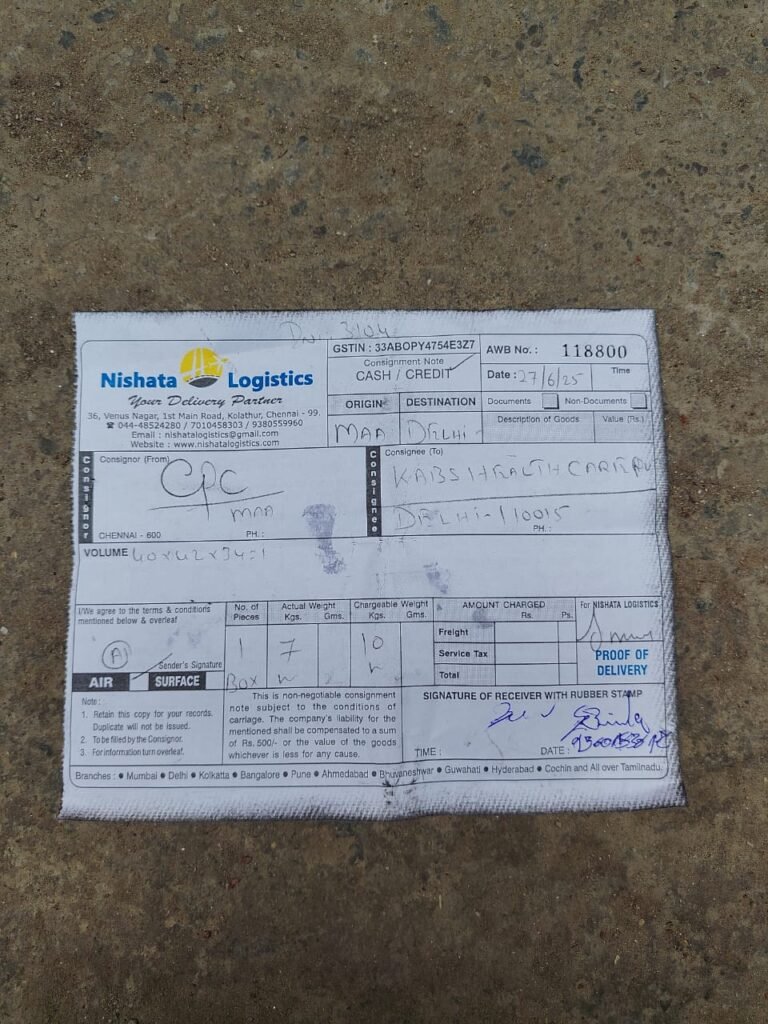 Dn 3104
Nishata Logistics
Your Delivery Partner
36, Venus Nagar, 1st Main Road, Kolathur, Chennai - 99.
☎ 044-48524280 / 7010458303 / 9380559960
Email : nishatalogistics@gmail.com
Website : www.nishatalogistics.com
GSTIN : 33ABOPY4754E3Z7
Consignment Note
CASH / CREDIT
AWB No. : 118800
Date : 27/6/25 Time
ORIGIN DESTINATION
MAA DELHI
Documents Non-Documents
Description of Goods Value (Rs.)
Consignor
Consignor (From)
CPC
MAA
CHENNAI - 600 PH. :
Consignee
Consignee (To)
KABS HEALTH CARE
DELHI-110015
PH. :
VOLUME 40x42x34=1
I/We agree to the terms & conditions
mentioned below & overleaf
Sender's Signature
AIR SURFACE
No. of Pieces
1
BOX
Actual Weight
Kgs. Gms.
7
Chargeable Weight
Kgs. Gms.
10
AMOUNT CHARGED
Rs. Ps.
Freight
Service Tax
Total
For NISHATA LOGISTICS
PROOF OF
DELIVERY
Note :
1. Retain this copy for your records.
Duplicate will not be issued.
2. To be filled by the Consignor.
3. For information turn overleaf.
This is non-negotiable consignment
note subject to the conditions of
carriage. The company's liability for the
mentioned shall be compensated to a sum
of Rs.500/- or the value of the goods
whichever is less for any cause.
SIGNATURE OF RECEIVER WITH RUBBER STAMP
TIME : DATE :
Branches : ● Mumbai ● Delhi ● Kolkatta ● Bangalore ● Pune ● Ahmedabad ● Bhuvaneshwar ● Guwahati ● Hyderabad ● Cochin and All over Tamilnadu.